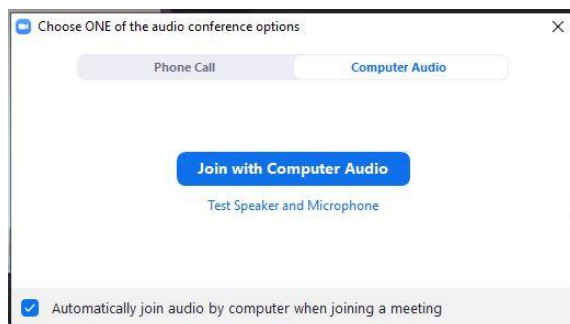 Choose ONE of the audio conference options
Phone Call
Computer Audio
Join with Computer Audio
Test Speaker and Microphone
Automatically join audio by computer when joining a meeting